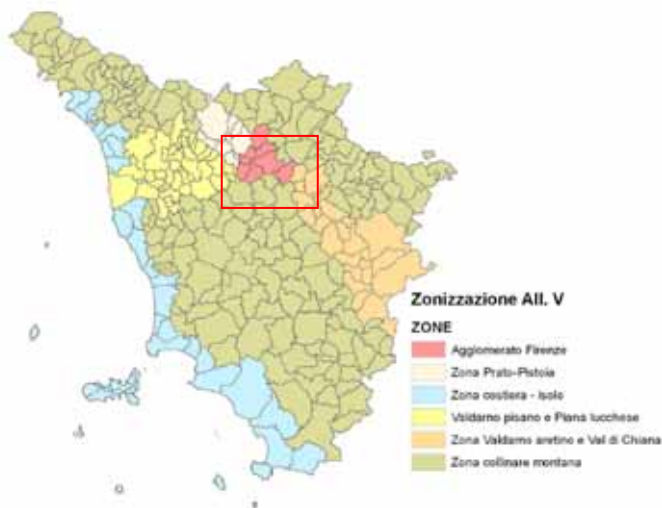 Zonizzazione All. V
ZONE
Agglomerato Firenze
Zona Prato-Pistoia
Zona costiera - Isole
Valdarno pisano e Piana lucchese
Zona Valdarno aretino e Val di Chiana
Zona collinare montana